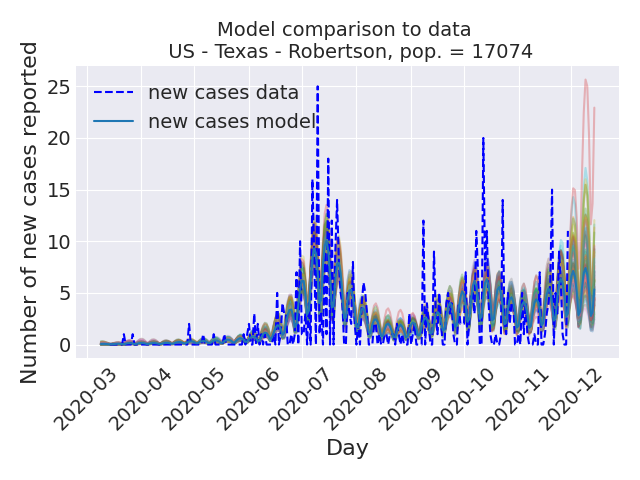 Model comparison to data
US - Texas - Robertson, pop. = 17074
Number of new cases reported
25
20
15
10
5
0
new cases data
new cases model
2020-03
2020-04
2020-05
2020-06
2020-07
2020-08
2020-09
2020-10
2020-11
2020-12
Day